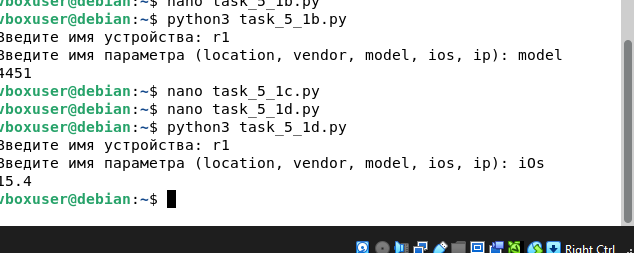 vboxuser@debian:~$ nano task_5_1b.py
vboxuser@debian:~$ python3 task_5_1b.py
Введите имя устройства: r1
Введите имя параметра (location, vendor, model, ios, ip): model
4451
vboxuser@debian:~$ nano task_5_1c.py
vboxuser@debian:~$ nano task_5_1d.py
vboxuser@debian:~$ python3 task_5_1d.py
Введите имя устройства: r1
Введите имя параметра (location, vendor, model, ios, ip): iOs
15.4
vboxuser@debian:~$
Right Ctrl